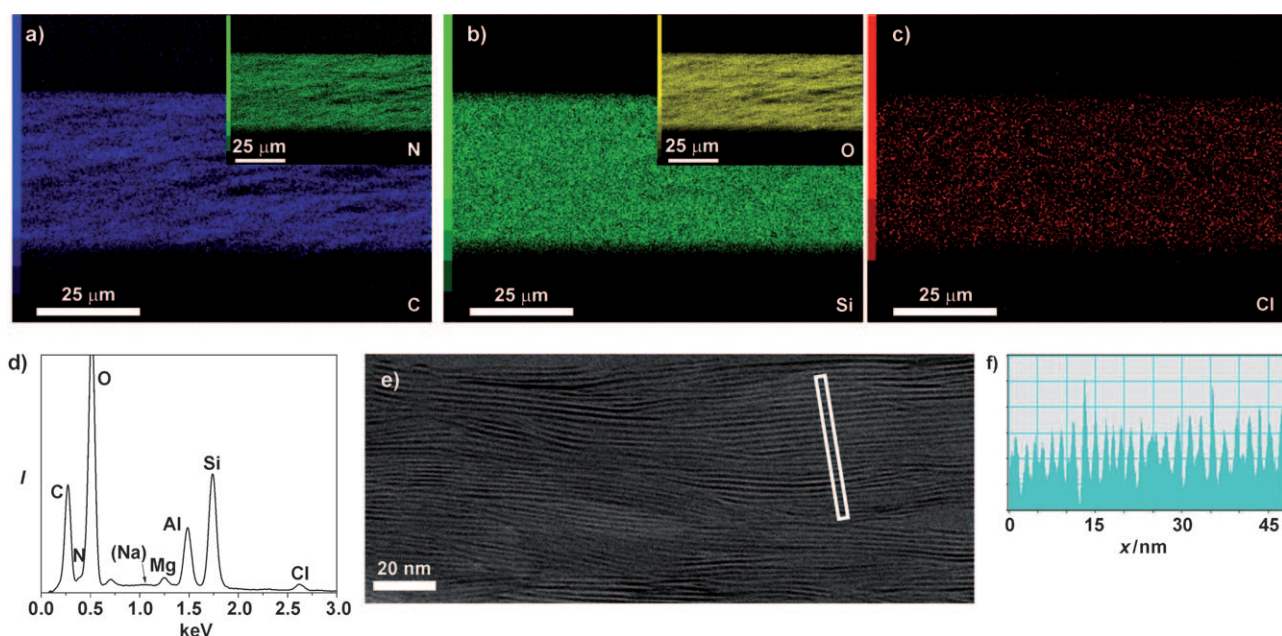 a)
25 μm
N
25 μm
C
b)
25 μm
O
25 μm
Si
c)
25 μm
Cl
d)
I
O
C
N
(Na)
Mg
Al
Si
Cl
0.0 0.5 1.0 1.5 2.0 2.5 3.0
keV
e)
20 nm
f)
0 15 30 45
x/nm